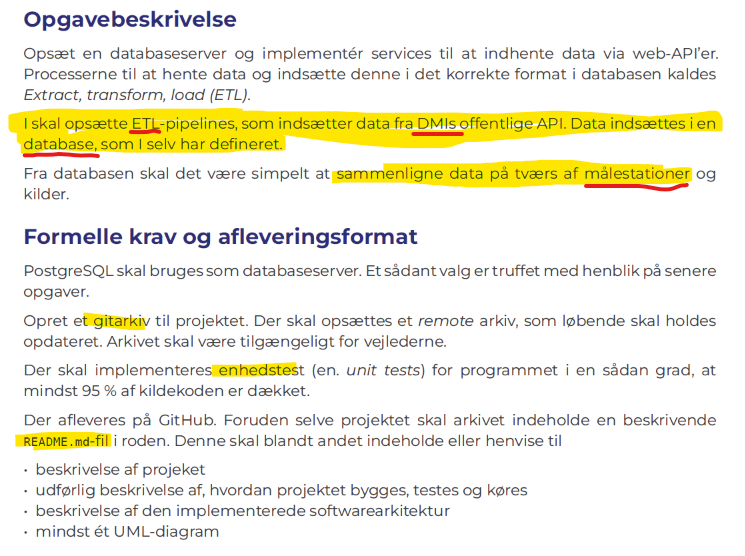 Opgavebeskrivelse
Opsæt en databaseserver og implementér services til at indhente data via web-API'er.
Processerne til at hente data og indsætte denne i det korrekte format i databasen kaldes
Extract, transform, load (ETL).
I skal opsætte ETL-pipelines, som indsætter data fra DMIs offentlige API. Data indsættes i en
database, som I selv har defineret.
Fra databasen skal det være simpelt at sammenligne data på tværs af målestationer og
kilder.
Formelle krav og afleveringsformat
PostgreSQL skal bruges som databaseserver. Et sådant valg er truffet med henblik på senere
opgaver.
Opret et gitarkiv til projektet. Der skal opsættes et remote arkiv, som løbende skal holdes
opdateret. Arkivet skal være tilgængeligt for vejlederne.
Der skal implementeres enhedstest (en. unit tests) for programmet i en sådan grad, at
mindst 95 % af kildekoden er dækket.
Der afleveres på GitHub. Foruden selve projektet skal arkivet indeholde en beskrivende
README.md-fil i roden. Denne skal blandt andet indeholde eller henvise til
· beskrivelse af projeket
· udførlig beskrivelse af, hvordan projektet bygges, testes og køres
· beskrivelse af den implementerede softwarearkitektur
· mindst ét UML-diagram